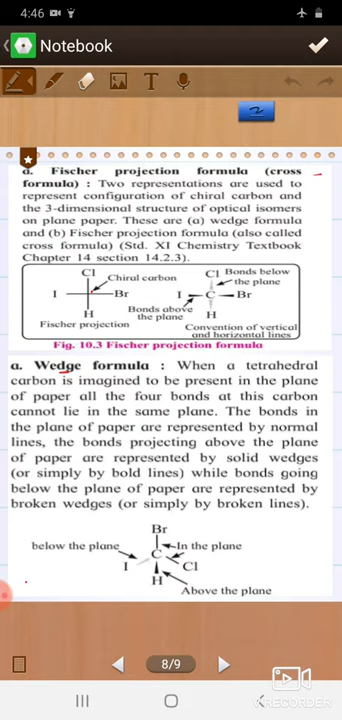 4:46
Notebook
T
a. Fischer projection formula (cross
formula) : Two representations are used to
represent configuration of chiral carbon and
the 3-dimensional structure of optical isomers
on plane paper. These are (a) wedge formula
and (b) Fischer projection formula (also called
cross formula) (Std. XI Chemistry Textbook
Chapter 14 section 14.2.3).
Cl
Chiral carbon
I
Br
H
Fischer projection
Cl Bonds below
the plane
I C Br
Bonds above
the plane
H
Convention of vertical
and horizontal lines
Fig. 10.3 Fischer projection formula
a. Wedge formula : When a tetrahedral
carbon is imagined to be present in the plane
of paper all the four bonds at this carbon
cannot lie in the same plane. The bonds in
the plane of paper are represented by normal
lines, the bonds projecting above the plane
of paper are represented by solid wedges
(or simply by bold lines) while bonds going
below the plane of paper are represented by
broken wedges (or simply by broken lines).
Br
below the plane
In the plane
C
I
Cl
H
Above the plane
8/9
V RECORDER